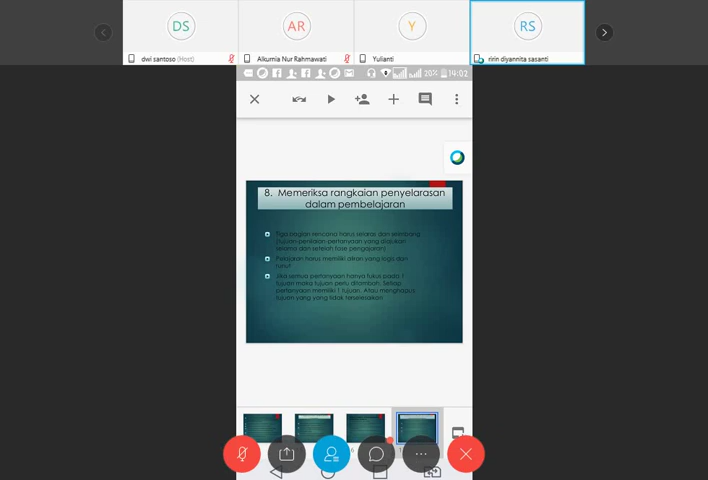 DS
AR
Y
RS
dwi santoso (Host)
Alkurnia Nur Rahmawati
Yulianti
ririn diyannita sasanti
20% 14:02
8. Memeriksa rangkaian penyelarasan
dalam pembelajaran
Tiga bagian rencana harus selaras dan seimbang
(tujuan-penilaian-pertanyaan yang diajukan
selama dan setelah fase pengajaran)
Pelajaran harus memiliki aliran yang logis dan
runut
Jika semua pertanyaan hanya fokus pada 1
tujuan maka tujuan perlu ditambah. Setiap
pertanyaan memiliki 1 tujuan. Atau menghapus
tujuan yang yang tidak terselesaikan